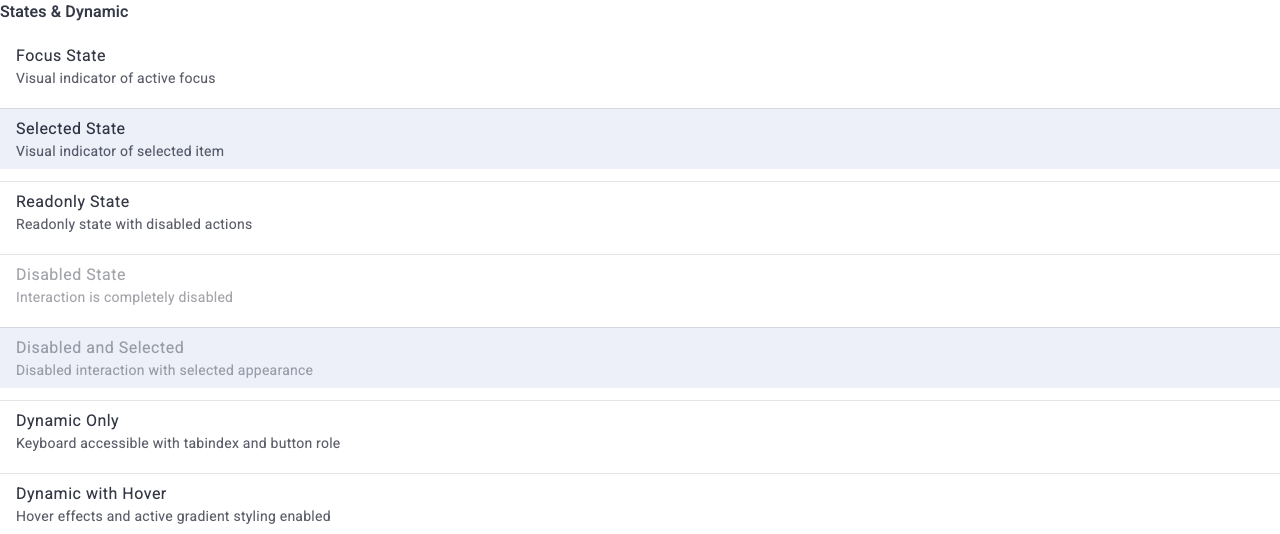 States & Dynamic
Focus State
Visual indicator of active focus
Selected State
Visual indicator of selected item
Readonly State
Readonly state with disabled actions
Disabled State
Interaction is completely disabled
Disabled and Selected
Disabled interaction with selected appearance
Dynamic Only
Keyboard accessible with tabindex and button role
Dynamic with Hover
Hover effects and active gradient styling enabled